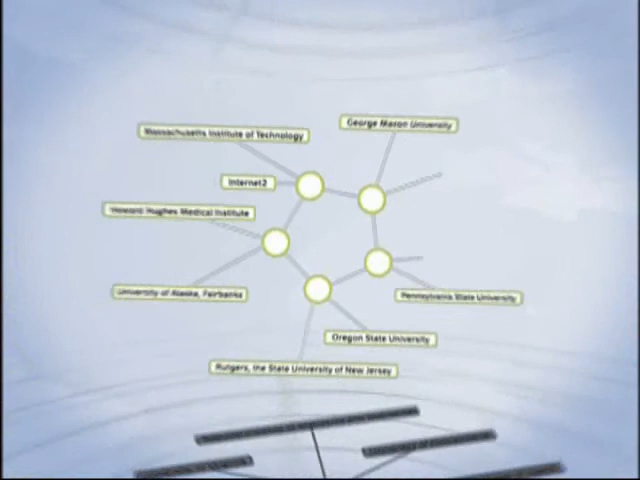 George Mason University
Massachusetts Institute of Technology
Internet2
Howard Hughes Medical Institute
University of Alaska, Fairbanks
Pennsylvania State University
Oregon State University
Rutgers, the State University of New Jersey